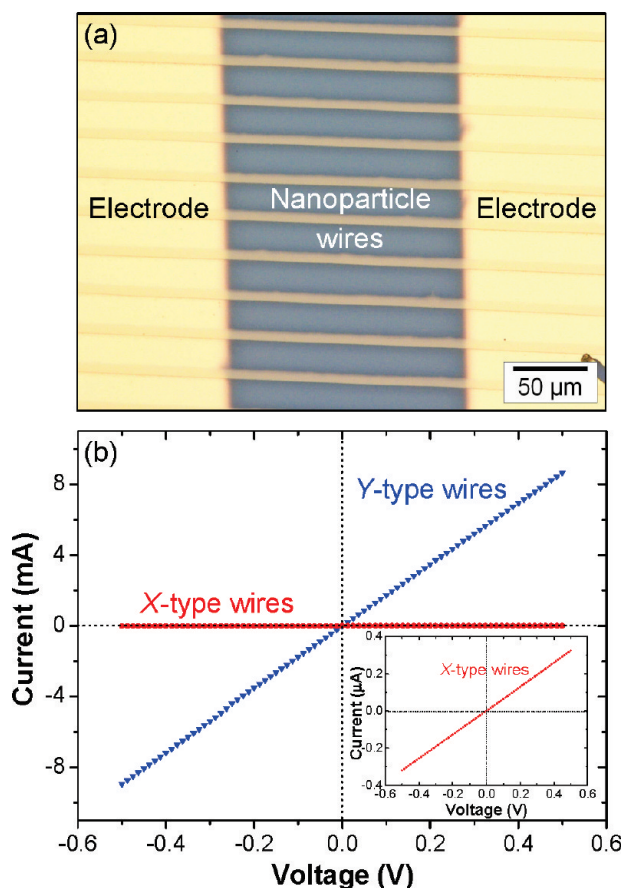 (a)
Electrode
Nanoparticle
wires
Electrode
50 µm
(b)
Y-type wires
X-type wires
Current (mA)
8
4
0
-4
-8
-0.6
-0.4
-0.2
0.0
0.2
0.4
0.6
Voltage (V)
X-type wires
Current (µA)
0.4
0.2
0.0
-0.2
-0.4
-0.6 -0.4 -0.2 0.0 0.2 0.4 0.6
Voltage (V)